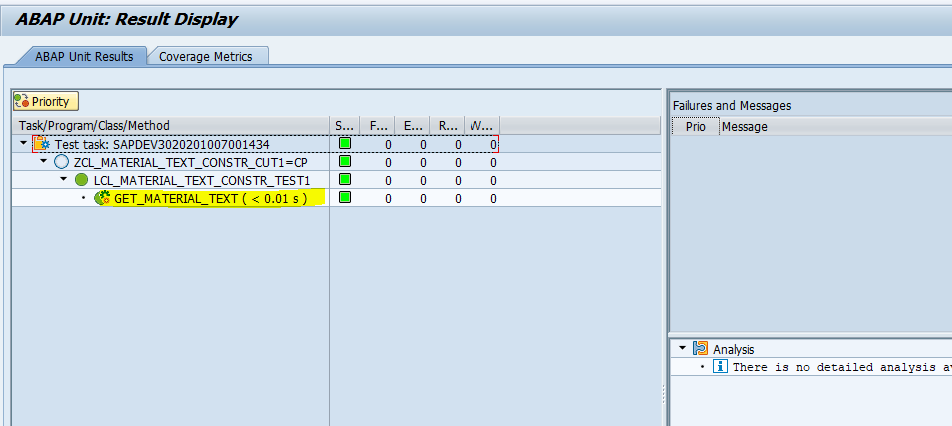 ABAP Unit: Result Display
ABAP Unit Results Coverage Metrics
Priority
Task/Program/Class/Method S... F... E... R... W...
Test task: SAPDEV3020201007001434 0 0 0 0
ZCL_MATERIAL_TEXT_CONSTR_CUT1=CP 0 0 0 0
LCL_MATERIAL_TEXT_CONSTR_TEST1 0 0 0 0
GET_MATERIAL_TEXT ( < 0.01 s ) 0 0 0 0
Failures and Messages
Prio Message
Analysis
There is no detailed analysis av